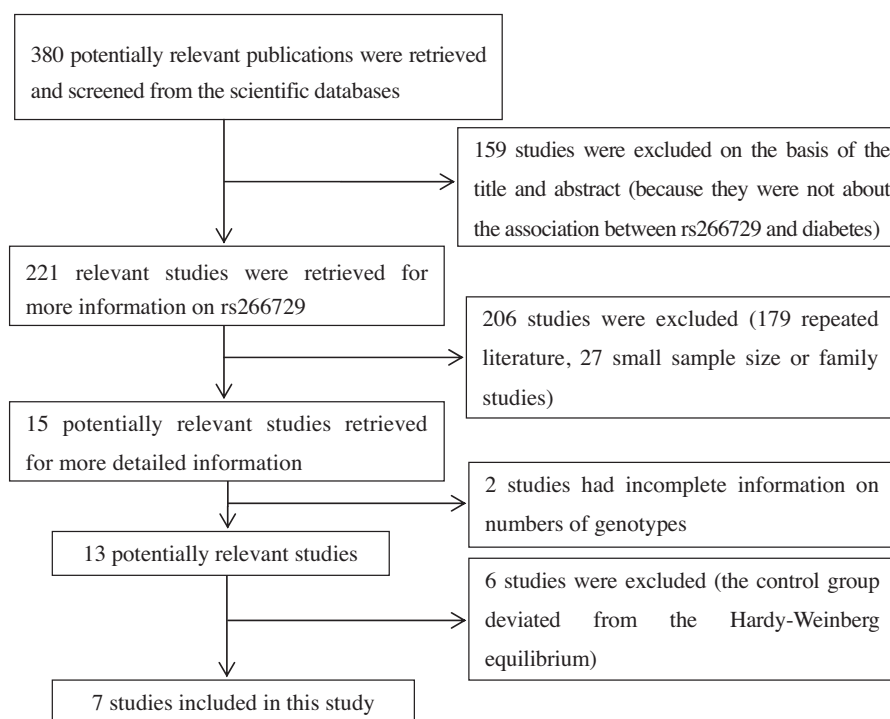 380 potentially relevant publications were retrieved
and screened from the scientific databases
159 studies were excluded on the basis of the
title and abstract (because they were not about
the association between rs266729 and diabetes)
221 relevant studies were retrieved for
more information on rs266729
206 studies were excluded (179 repeated
literature, 27 small sample size or family
studies)
15 potentially relevant studies retrieved
for more detailed information
2 studies had incomplete information on
numbers of genotypes
13 potentially relevant studies
6 studies were excluded (the control group
deviated from the Hardy-Weinberg
equilibrium)
7 studies included in this study